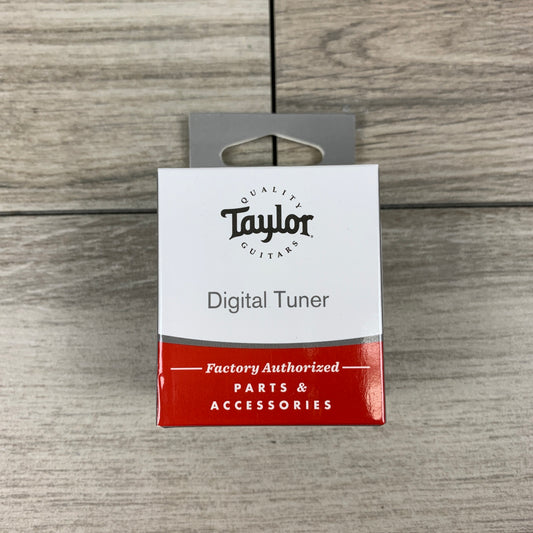 QUALITY
Taylor
GUITARS
Digital Tuner
Factory Authorized
PARTS &
ACCESSORIES